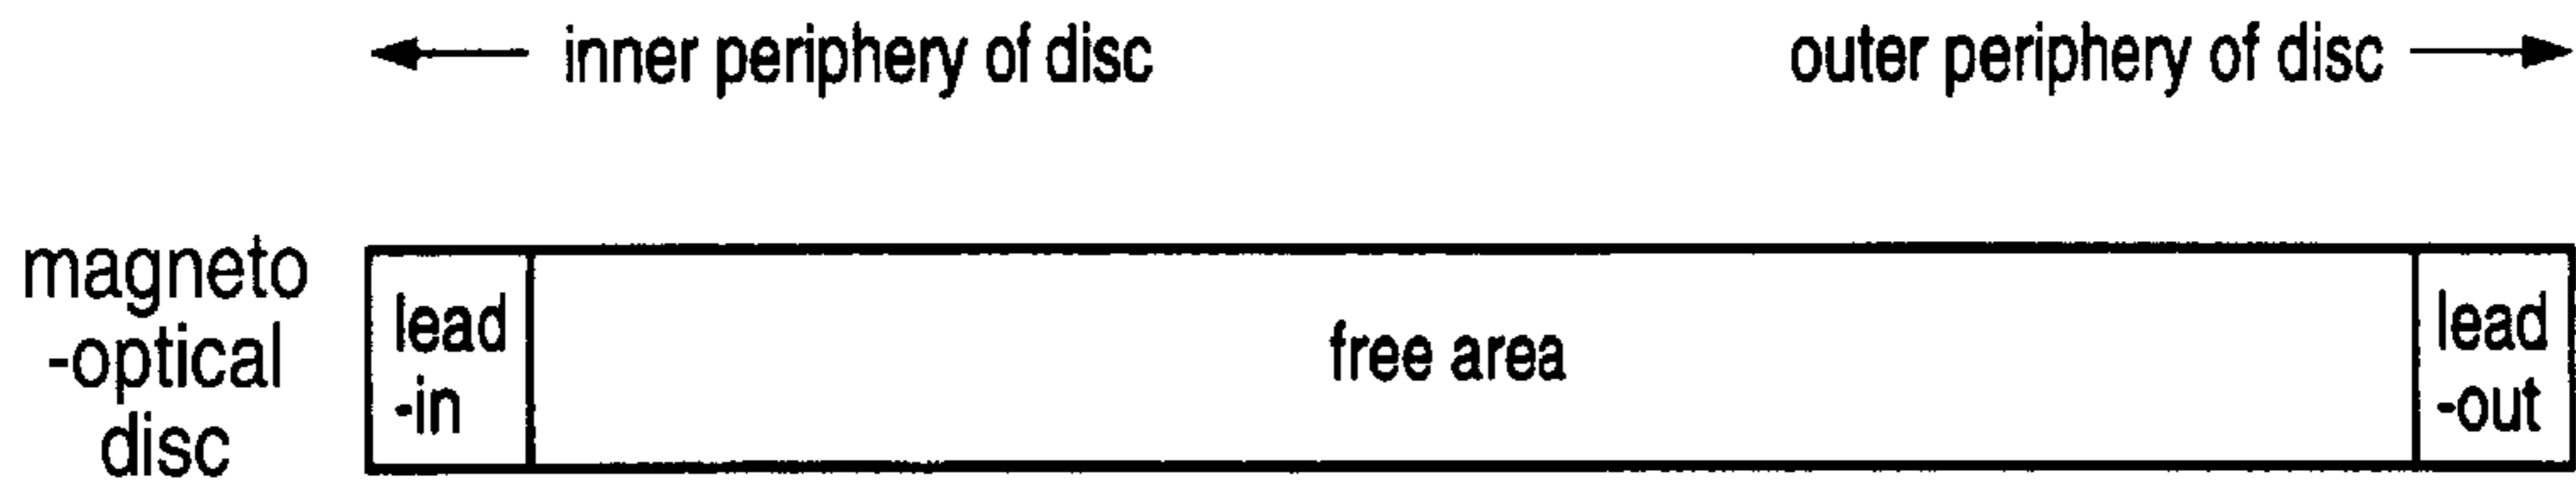 inner periphery of disc
outer periphery of disc
magneto
-optical
disc
lead
-in
free area
lead
-out